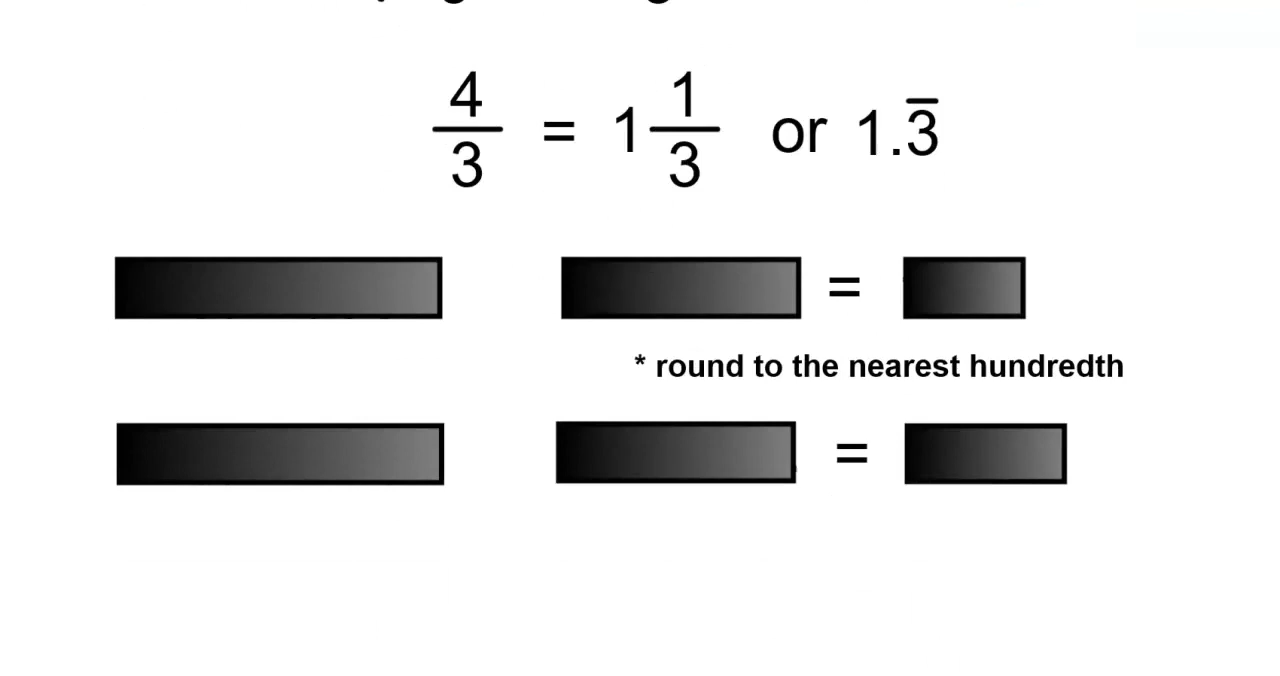 4/3 = 1 1/3 or 1.3̅
=
* round to the nearest hundredth
=